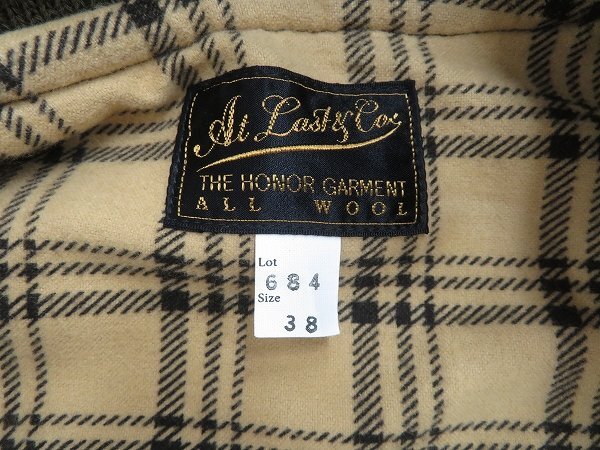 At Last & Co.
THE HONOR GARMENT
ALL WOOL
Lot
684
Size
38